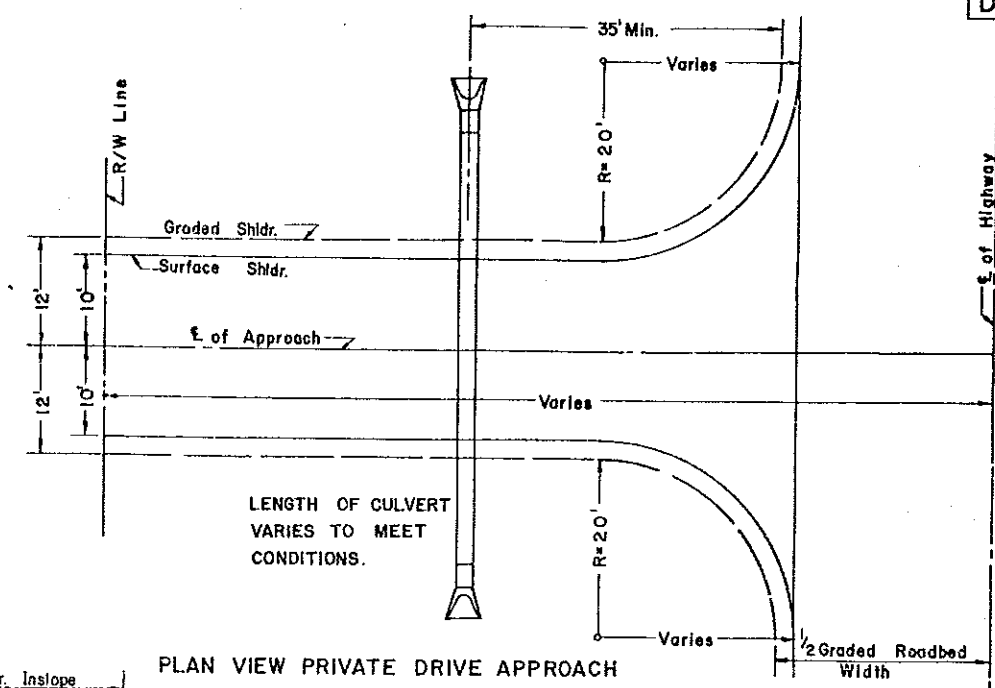 D
35' Min.
Varies
R/W Line
R=20'
℄ of Highway
Graded Shldr.
Surface Shldr.
12'
10'
℄ of Approach
12'
10'
Varies
LENGTH OF CULVERT
VARIES TO MEET
CONDITIONS.
R=20'
Varies
1/2 Graded Roadbed
Width
PLAN VIEW PRIVATE DRIVE APPROACH
r. Inslope